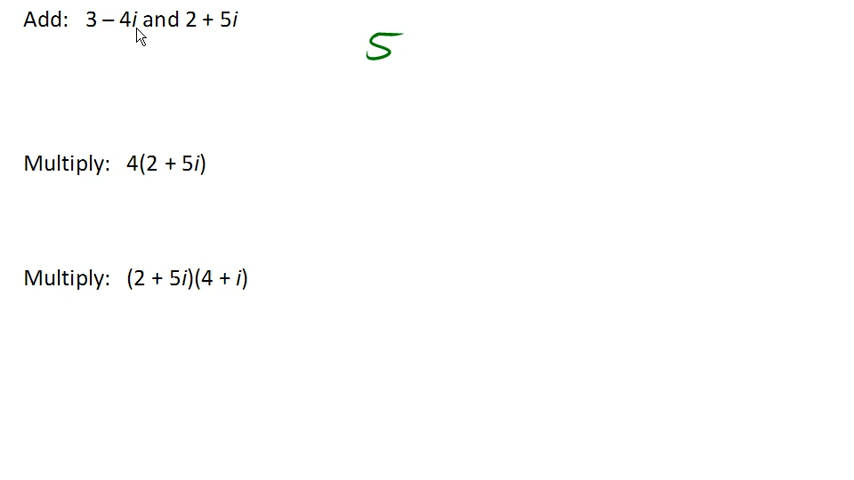 Add: 3 – 4i and 2 + 5i
5
Multiply: 4(2 + 5i)
Multiply: (2 + 5i)(4 + i)